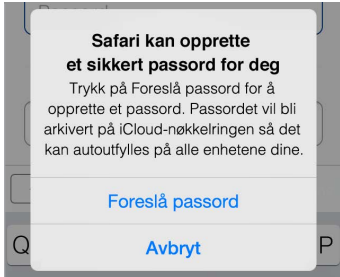 Safari kan opprette
et sikkert passord for deg
Trykk på Foreslå passord for å
opprette et passord. Passordet vil bli
arkivert på iCloud-nøkkelringen så det
kan autoutfylles på alle enhetene dine.
Foreslå passord
Avbryt
Q
P